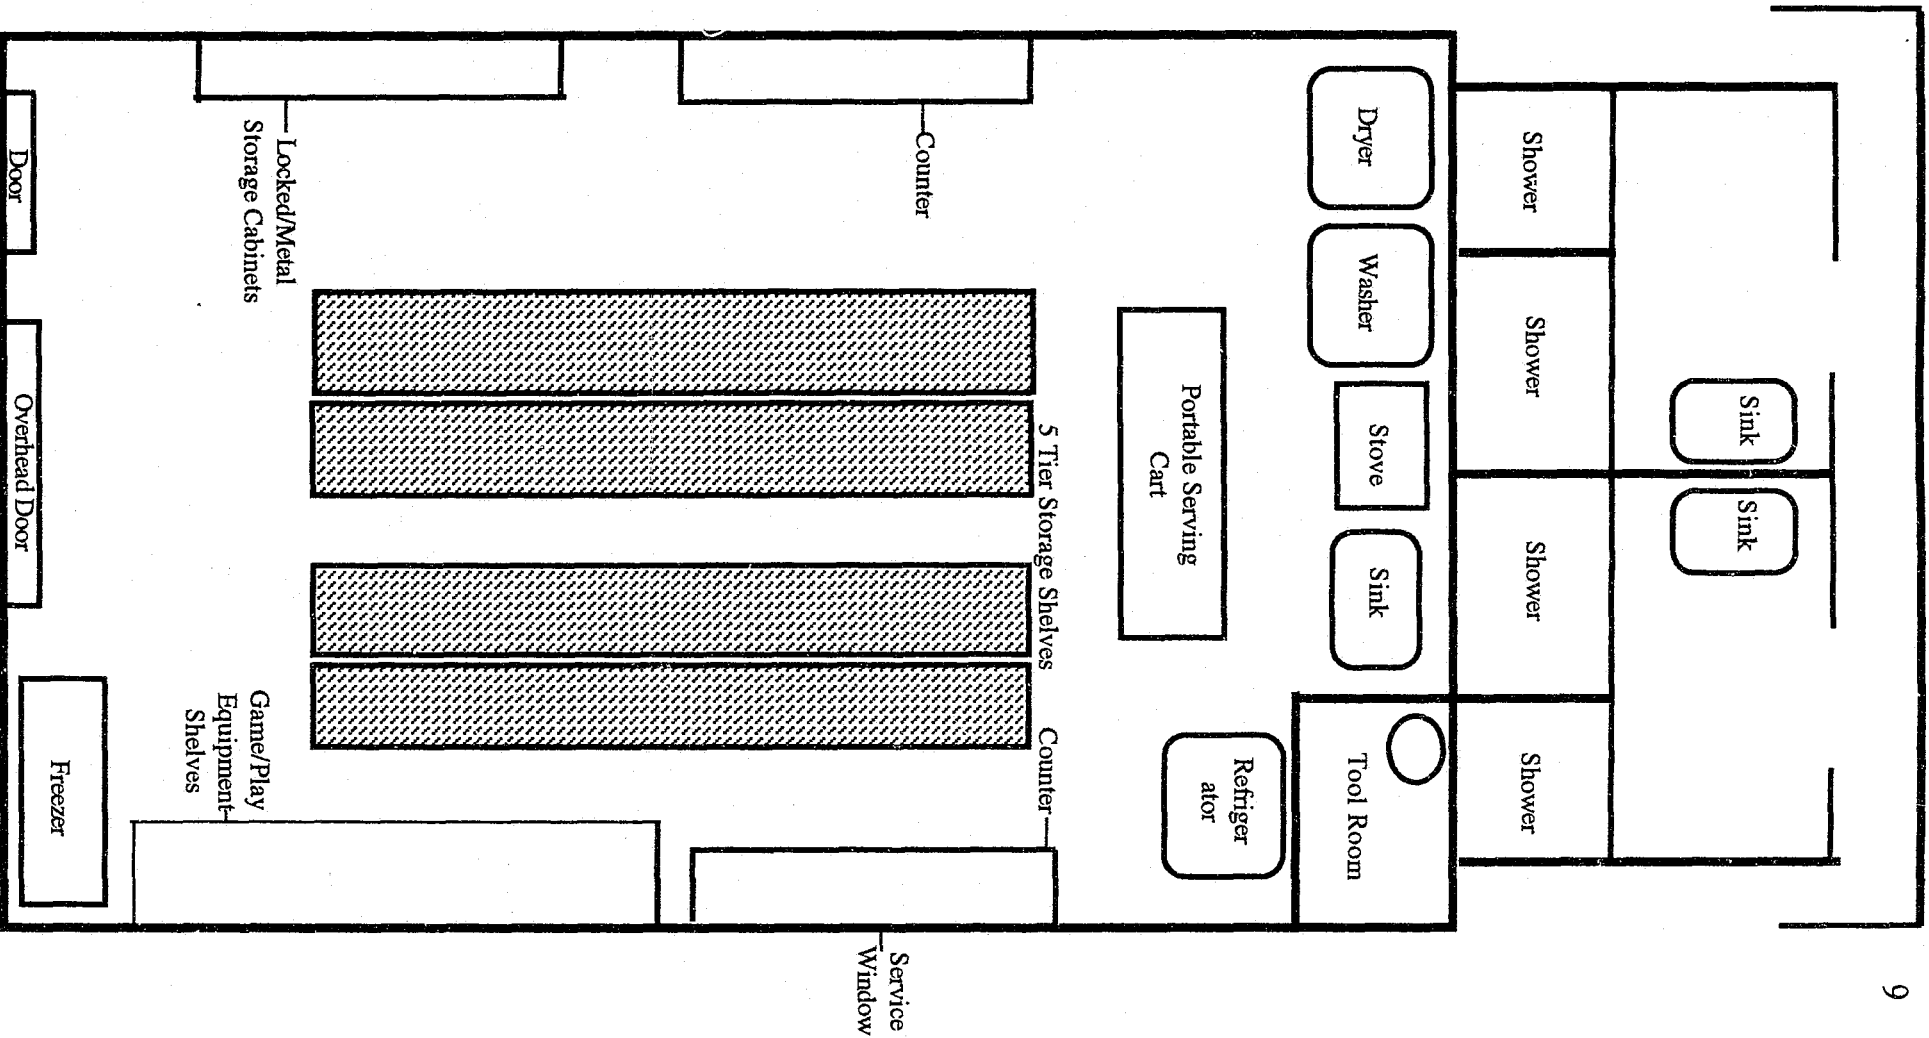 9
Sink
Sink
Shower
Shower
Shower
Shower
Dryer
Washer
Stove
Sink
Tool Room
Refriger
ator
Portable Serving
Cart
5 Tier Storage Shelves
Counter
Counter
Service
Window
Locked/Metal
Storage Cabinets
Game/Play
Equipment
Shelves
Freezer
Door
Overhead Door